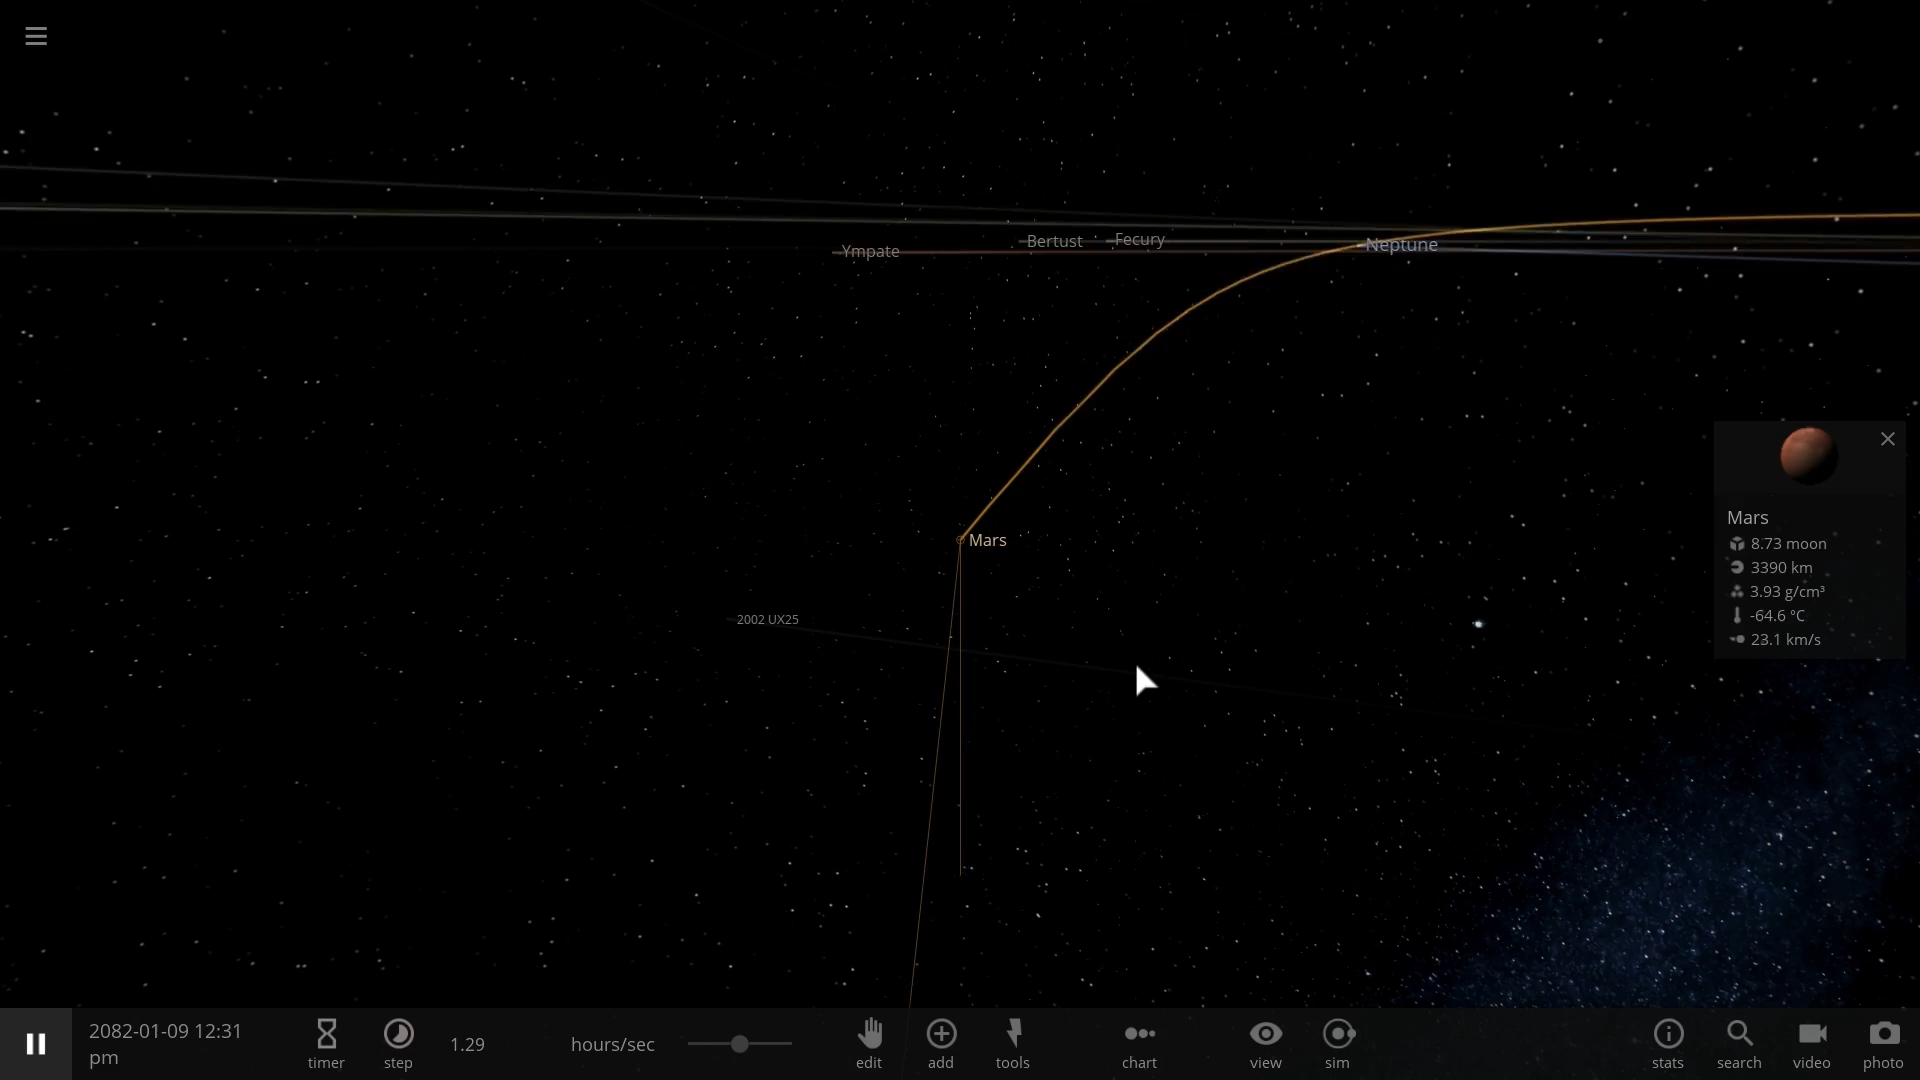 Bertust
Fecury
Ympate
Neptune
Mars
2002 UX25
Mars
8.73 moon
3390 km
3.93 g/cm³
-64.6 °C
23.1 km/s
2082-01-09 12:31
pm
timer
step
1.29
hours/sec
edit
add
tools
chart
view
sim
stats
search
video
photo